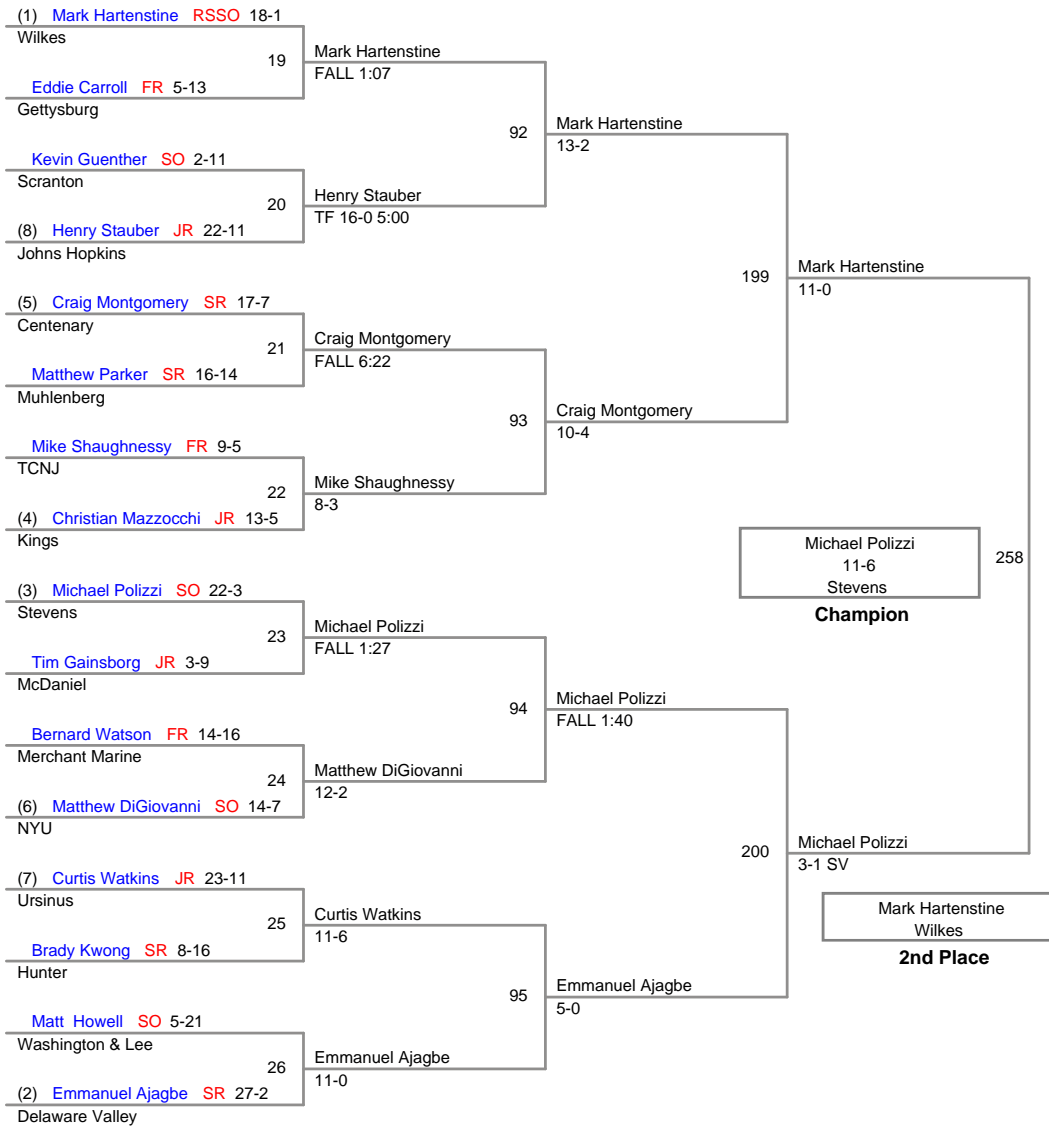 (1) Mark Hartenstine RSSO 18-1
Wilkes
19
Eddie Carroll FR 5-13
Gettysburg
Kevin Guenther SO 2-11
Scranton
20
(8) Henry Stauber JR 22-11
Johns Hopkins
(5) Craig Montgomery SR 17-7
Centenary
21
Matthew Parker SR 16-14
Muhlenberg
Mike Shaughnessy FR 9-5
TCNJ
22
(4) Christian Mazzocchi JR 13-5
Kings
(3) Michael Polizzi SO 22-3
Stevens
23
Tim Gainsborg JR 3-9
McDaniel
Bernard Watson FR 14-16
Merchant Marine
24
(6) Matthew DiGiovanni SO 14-7
NYU
(7) Curtis Watkins JR 23-11
Ursinus
25
Brady Kwong SR 8-16
Hunter
Matt Howell SO 5-21
Washington & Lee
26
(2) Emmanuel Ajagbe SR 27-2
Delaware Valley
Mark Hartenstine
FALL 1:07
92
Henry Stauber
TF 16-0 5:00
Craig Montgomery
FALL 6:22
93
Mike Shaughnessy
8-3
Michael Polizzi
FALL 1:27
94
Matthew DiGiovanni
12-2
Curtis Watkins
11-6
95
Emmanuel Ajagbe
11-0
Mark Hartenstine
13-2
199
Craig Montgomery
10-4
Michael Polizzi
FALL 1:40
200
Emmanuel Ajagbe
5-0
Mark Hartenstine
11-0
258
Michael Polizzi
3-1 SV
Michael Polizzi
11-6
Stevens
Champion
Mark Hartenstine
Wilkes
2nd Place